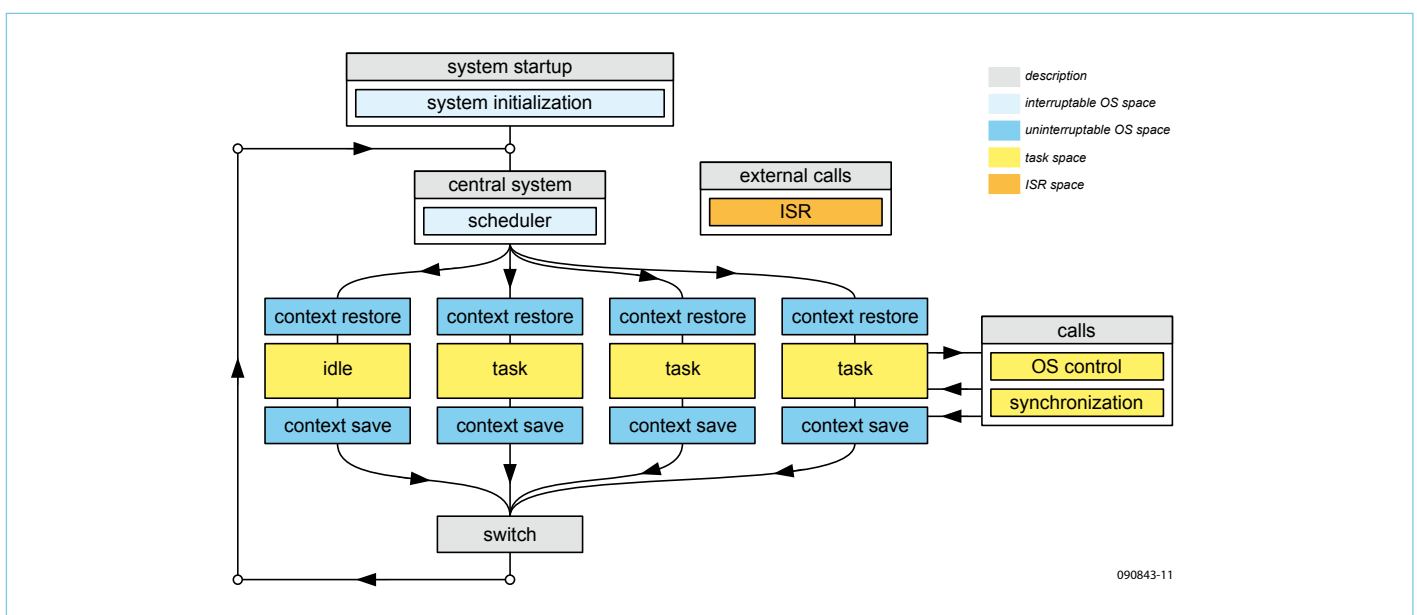 system startup
system initialization
description
interruptable OS space
uninterruptable OS space
task space
ISR space
central system
scheduler
external calls
ISR
context restore
context restore
context restore
context restore
idle
task
task
task
context save
context save
context save
context save
calls
OS control
synchronization
switch
090843-11